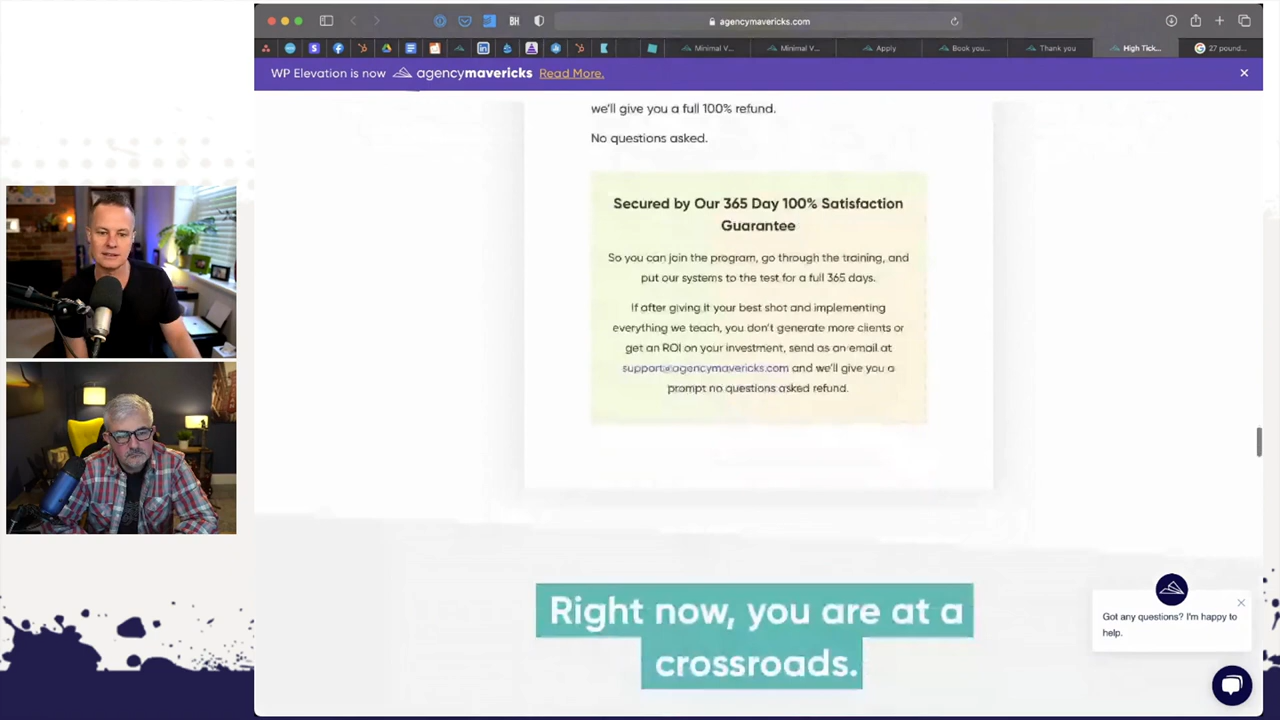 BH
agencymavericks.com
Minimal V...
Minimal V...
Apply
Book you...
Thank you
High Tick...
27 pound...
WP Elevation is now agencymavericks Read More.
we'll give you a full 100% refund.
No questions asked.
Secured by Our 365 Day 100% Satisfaction
Guarantee
So you can join the program, go through the training, and
put our systems to the test for a full 365 days.
If after giving it your best shot and implementing
everything we teach, you don't generate more clients or
get an ROI on your investment, send as an email at
support@agencymavericks.com and we'll give you a
prompt no questions asked refund.
Right now, you are at a
crossroads.
Got any questions? I'm happy to
help.